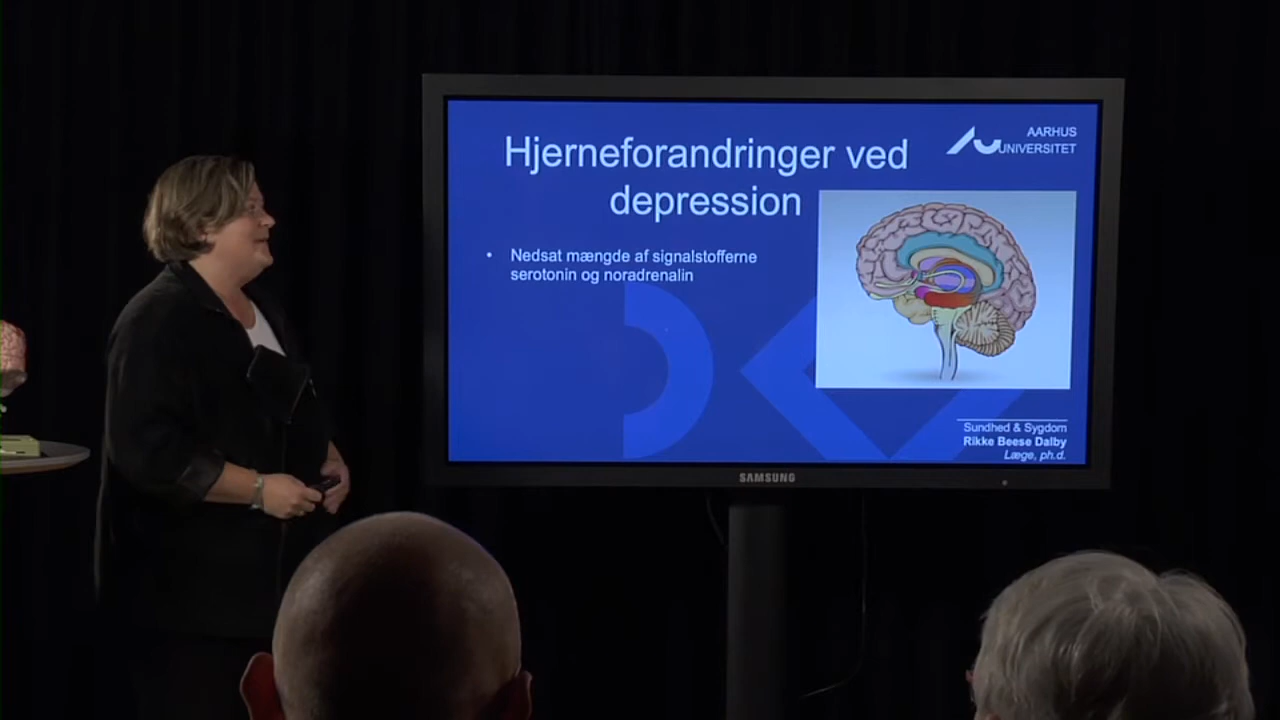 Hjerneforandringer ved
depression
AARHUS
UNIVERSITET
• Nedsat mængde af signalstofferne
serotonin og noradrenalin
Sundhed & Sygdom
Rikke Beese Dalby
Læge, ph.d.
SAMSUNG